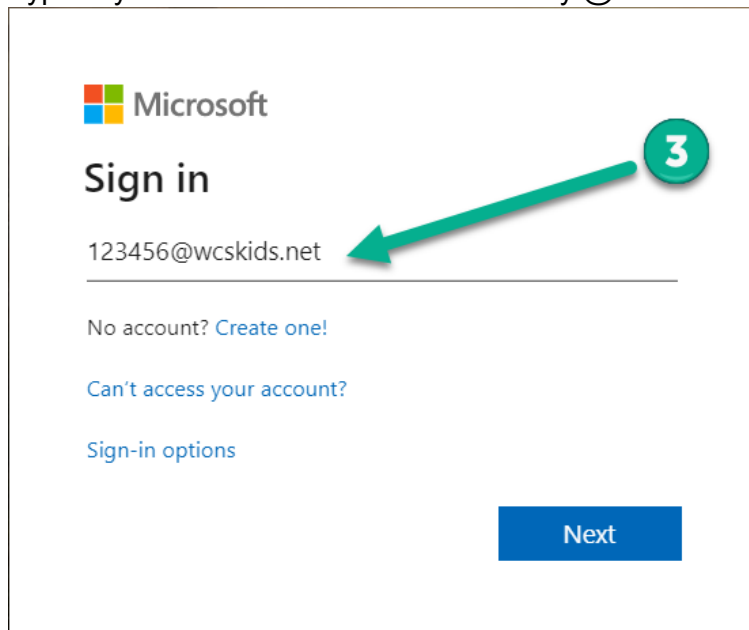 Microsoft
Sign in
3
123456@wcskids.net
No account? Create one!
Can't access your account?
Sign-in options
Next